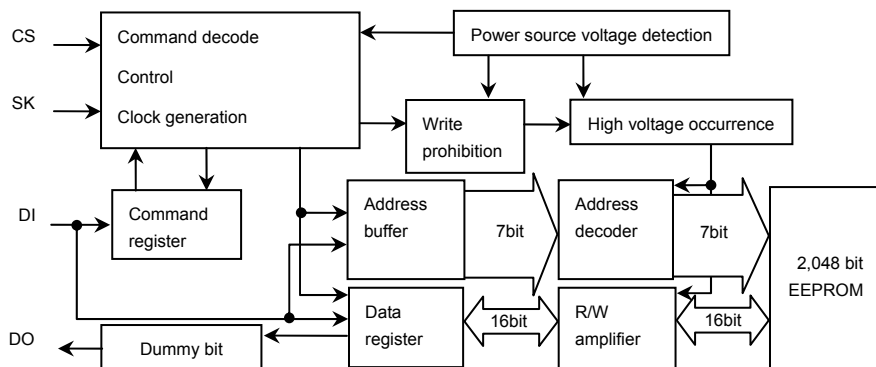 CS
Command decode
Power source voltage detection
Control
SK
Clock generation
Write
prohibition
High voltage occurrence
DI
Command
register
Address
buffer
7bit
Address
decoder
7bit
2,048 bit
EEPROM
DO
Dummy bit
Data
register
16bit
R/W
amplifier
16bit